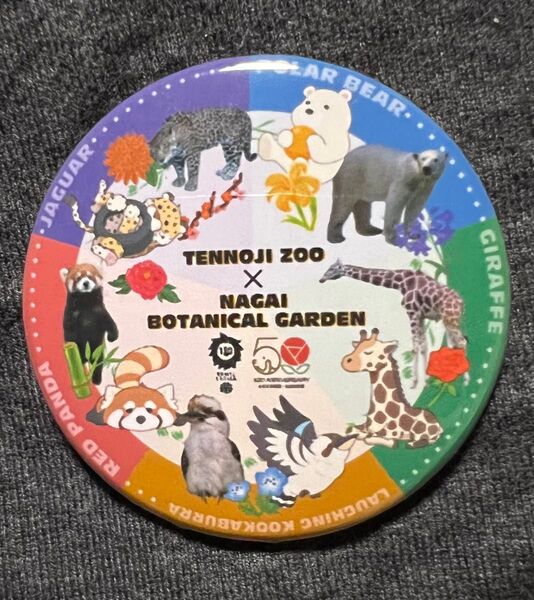 JAGUAR
POLAR BEAR
GIRAFFE
LAUGHING KOOKABURRA
RED PANDA
TENNOJI ZOO
×
NAGAI
BOTANICAL GARDEN
50